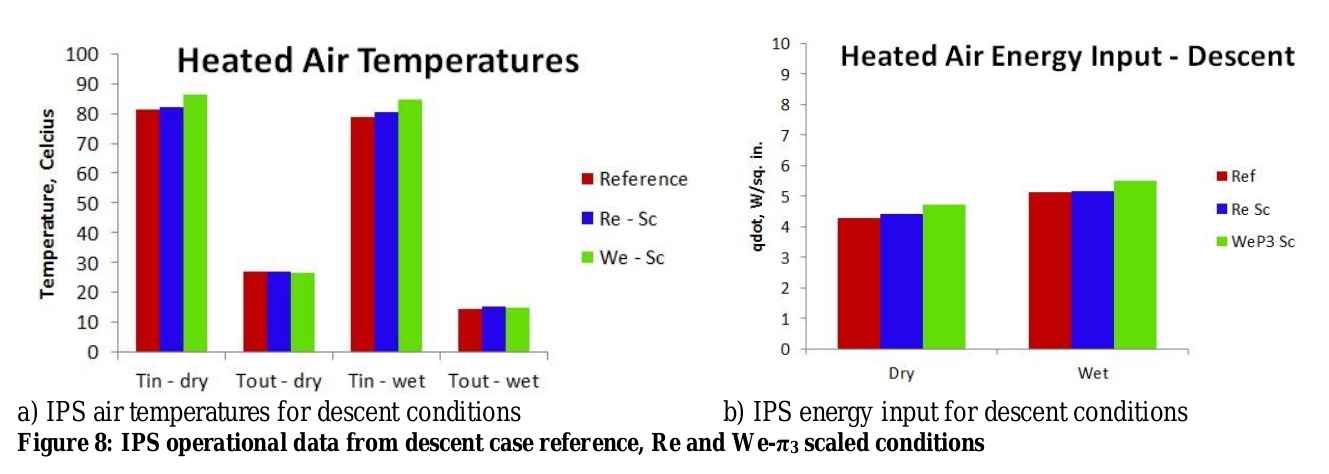 Heated Air Temperatures
Temperature, Celcius
100
90
80
70
60
50
40
30
20
10
0
Tin - dry Tout - dry Tin - wet Tout - wet
Reference
Re - Sc
We - Sc
Heated Air Energy Input - Descent
qdot, W/sq. in.
10
9
8
7
6
5
4
3
2
1
0
Dry Wet
Ref
Re Sc
WeP3 Sc
a) IPS air temperatures for descent conditions
b) IPS energy input for descent conditions
Figure 8: IPS operational data from descent case reference, Re and We-π₃ scaled conditions